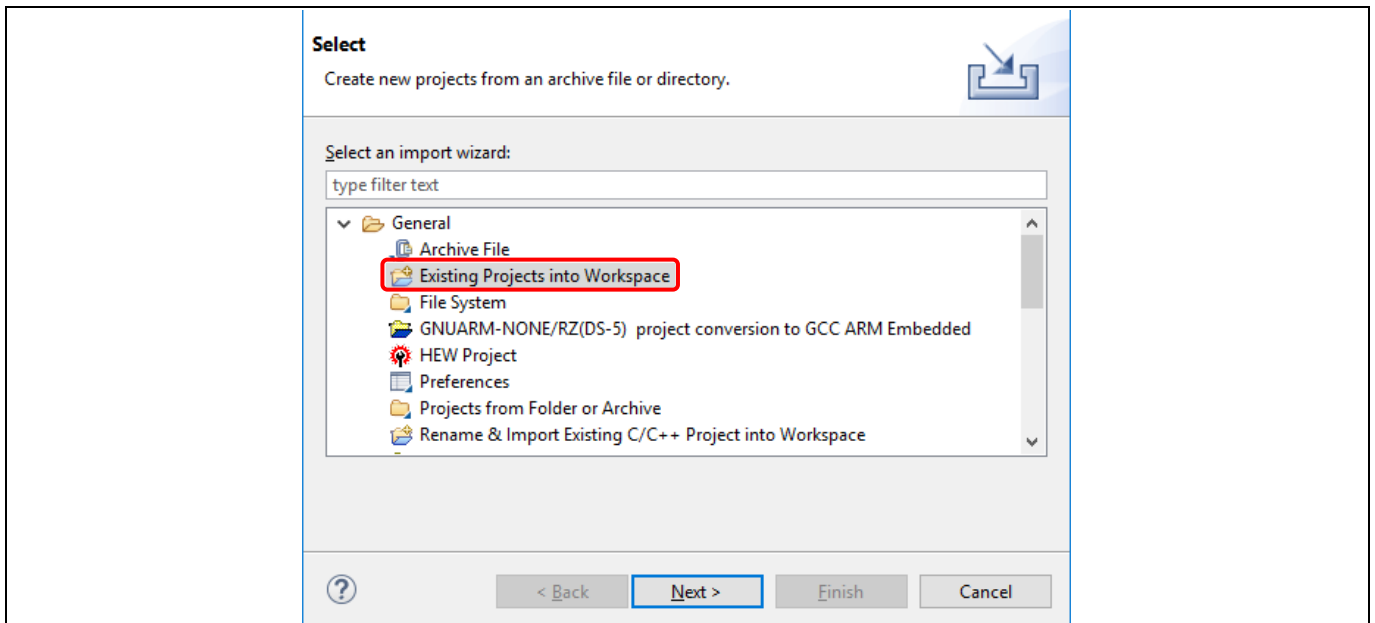 Select
Create new projects from an archive file or directory.
Select an import wizard:
type filter text
General
Archive File
Existing Projects into Workspace
File System
GNUARM-NONE/RZ(DS-5)  project conversion to GCC ARM Embedded
HEW Project
Preferences
Projects from Folder or Archive
Rename & Import Existing C/C++ Project into Workspace
? < Back Next > Finish Cancel